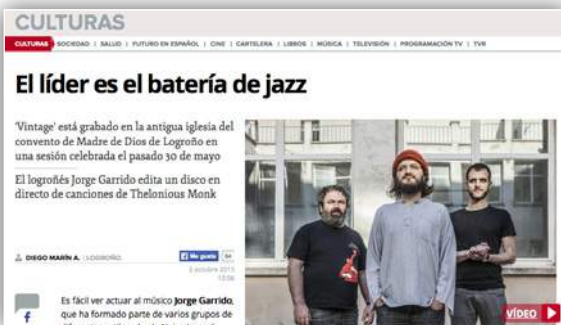 CULTURAS
CULTURAS SOCIEDAD | SALUD | FUTURO EN ESPAÑOL | CINE | CARTELERA | LIBROS | MÚSICA | TELEVISIÓN | PROGRAMACIÓN TV | TVR
El líder es el batería de jazz
'Vintage' está grabado en la antigua iglesia del
convento de Madre de Dios de Logroño en
una sesión celebrada el pasado 30 de mayo
El logroñés Jorge Garrido edita un disco en
directo de canciones de Thelonious Monk
DIEGO MARÍN A. | LOGROÑO
Me gusta
2 octubre 2015
Es fácil ver actuar al músico Jorge Garrido,
que ha formado parte de varios grupos de
VÍDEO